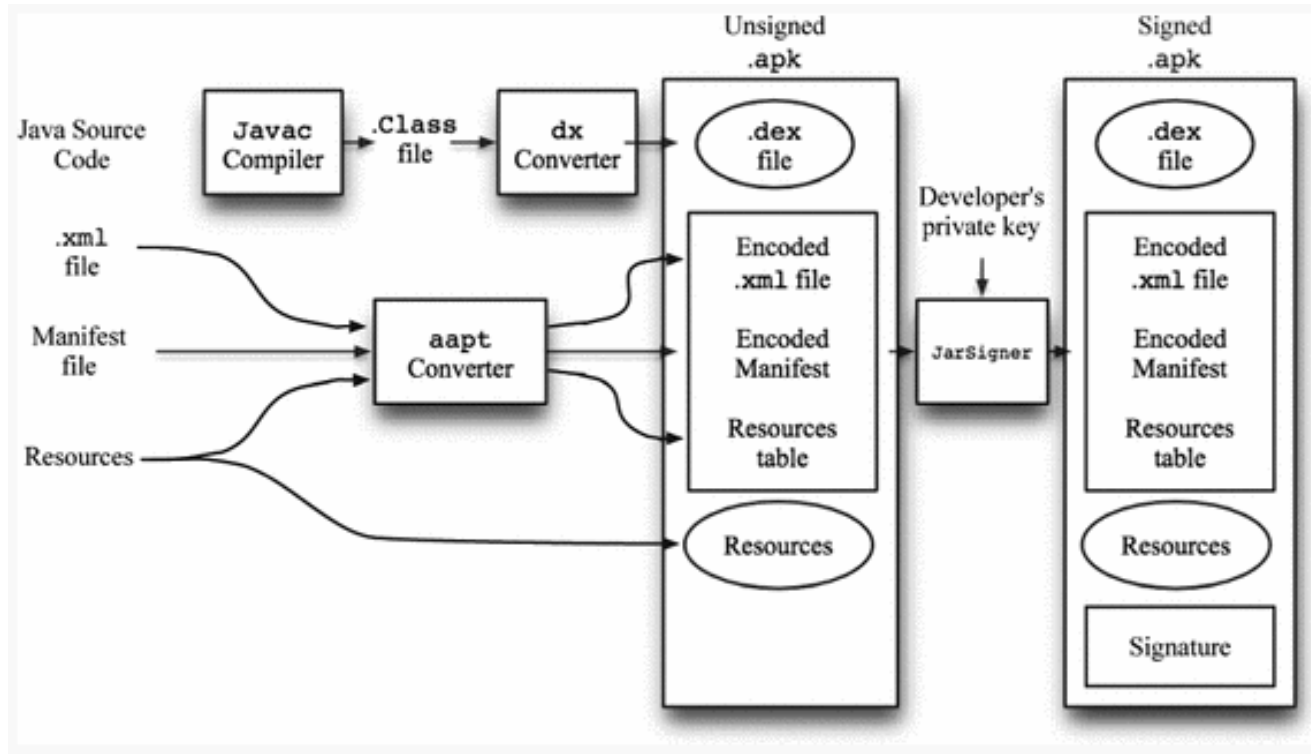 Unsigned
.apk
Signed
.apk
Java Source
Code
Javac
Compiler
.Class
file
dx
Converter
.dex
file
.dex
file
Developer's
private key
.xml
file
Encoded
.xml file
Encoded
.xml file
Manifest
file
aapt
Converter
Encoded
Manifest
JarSigner
Encoded
Manifest
Resources
Resources
table
Resources
table
Resources
Resources
Signature